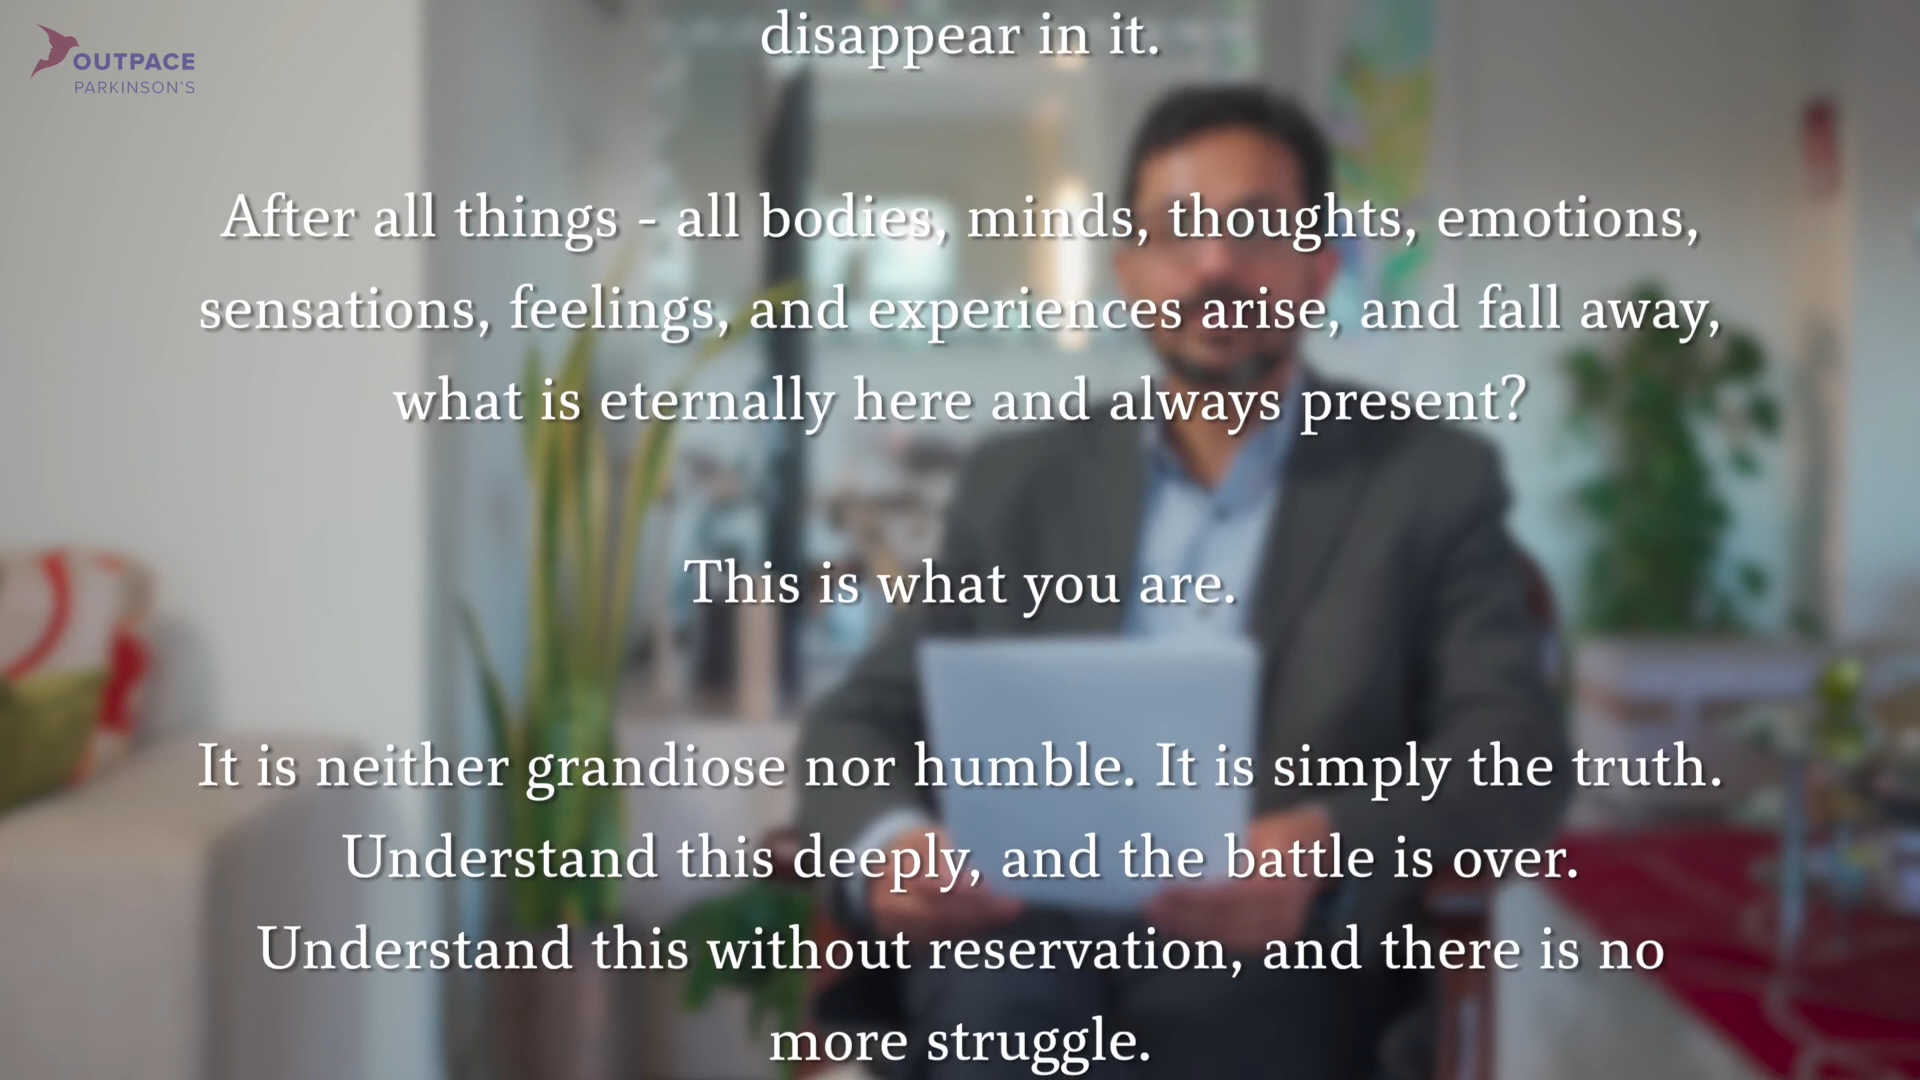 OUTPACE
PARKINSON'S
disappear in it.
After all things - all bodies, minds, thoughts, emotions,
sensations, feelings, and experiences arise, and fall away,
what is eternally here and always present?
This is what you are.
It is neither grandiose nor humble. It is simply the truth.
Understand this deeply, and the battle is over.
Understand this without reservation, and there is no
more struggle.